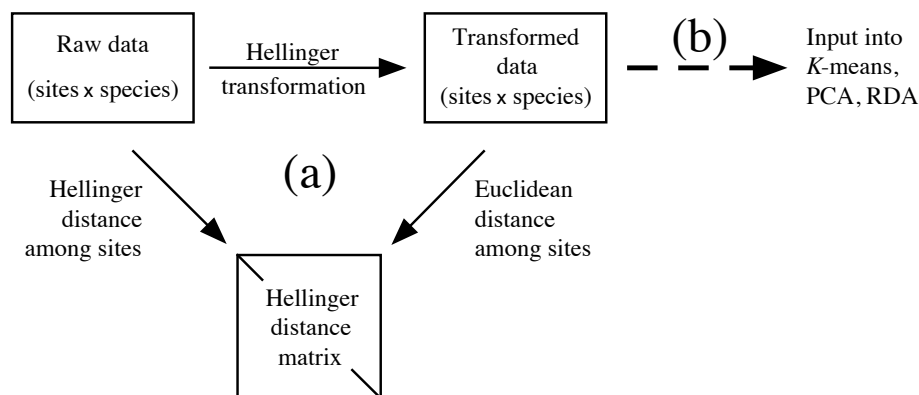 Raw data
(sites x species)
Hellinger
transformation
Transformed
data
(sites x species)
(b)
Input into
K-means,
PCA, RDA
(a)
Hellinger
distance
among sites
Euclidean
distance
among sites
Hellinger
distance
matrix